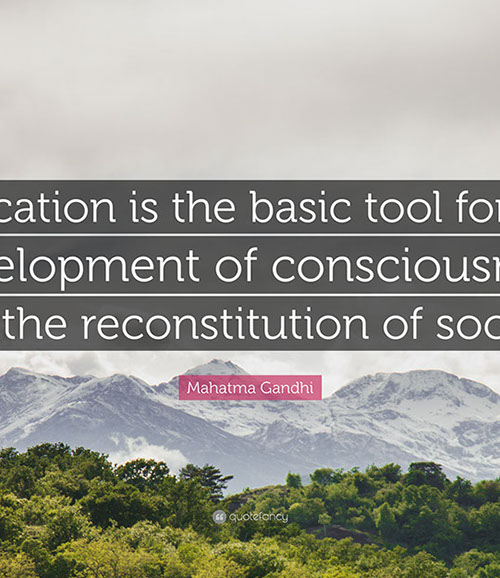 cation is the basic tool for
elopment of consciousn
the reconstitution of soc
Mahatma Gandhi
quotefancy